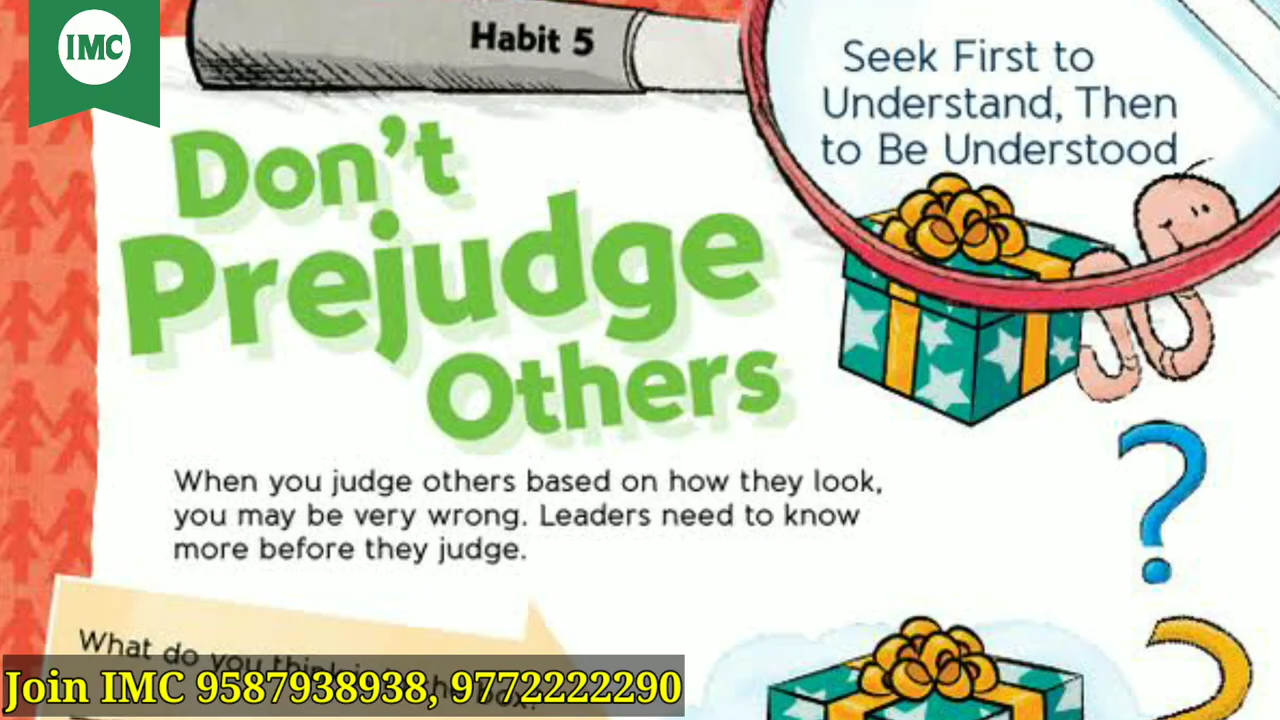 IMC
Habit 5
Seek First to
Understand, Then
to Be Understood
Don't
Prejudge
Others
When you judge others based on how they look,
you may be very wrong. Leaders need to know
more before they judge.
?
What do you think is
box?
?
Join IMC 9587938938, 9772222290